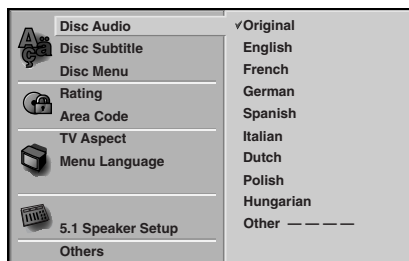 Disc Audio
Disc Subtitle
Disc Menu
Rating
Area Code
TV Aspect
Menu Language
5.1 Speaker Setup
Others
✓Original
English
French
German
Spanish
Italian
Dutch
Polish
Hungarian
Other — — — —